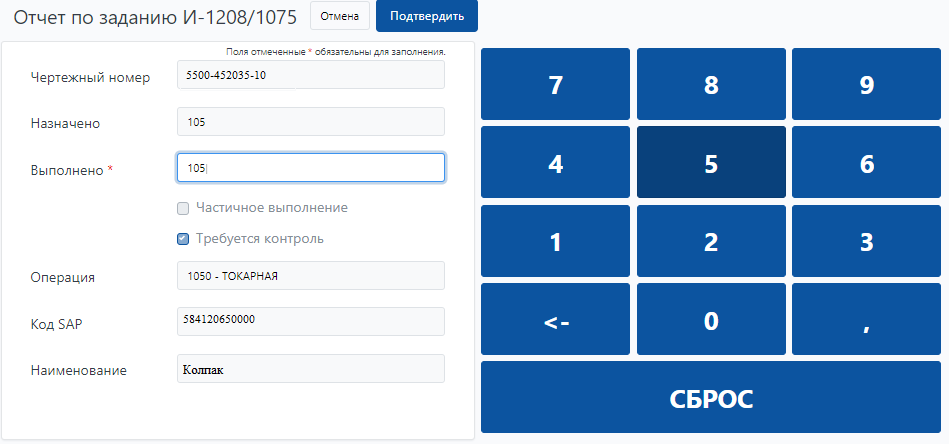 Отчет по заданию И-1208/1075 Отмена Подтвердить
Поля отмеченные * обязательны для заполнения.
Чертежный номер 5500-452035-10
Назначено 105
Выполнено * 105
Частичное выполнение
Требуется контроль
Операция 1050 - ТОКАРНАЯ
Код SAP 584120650000
Наименование Колпак
7 8 9
4 5 6
1 2 3
<- 0 ,
СБРОС